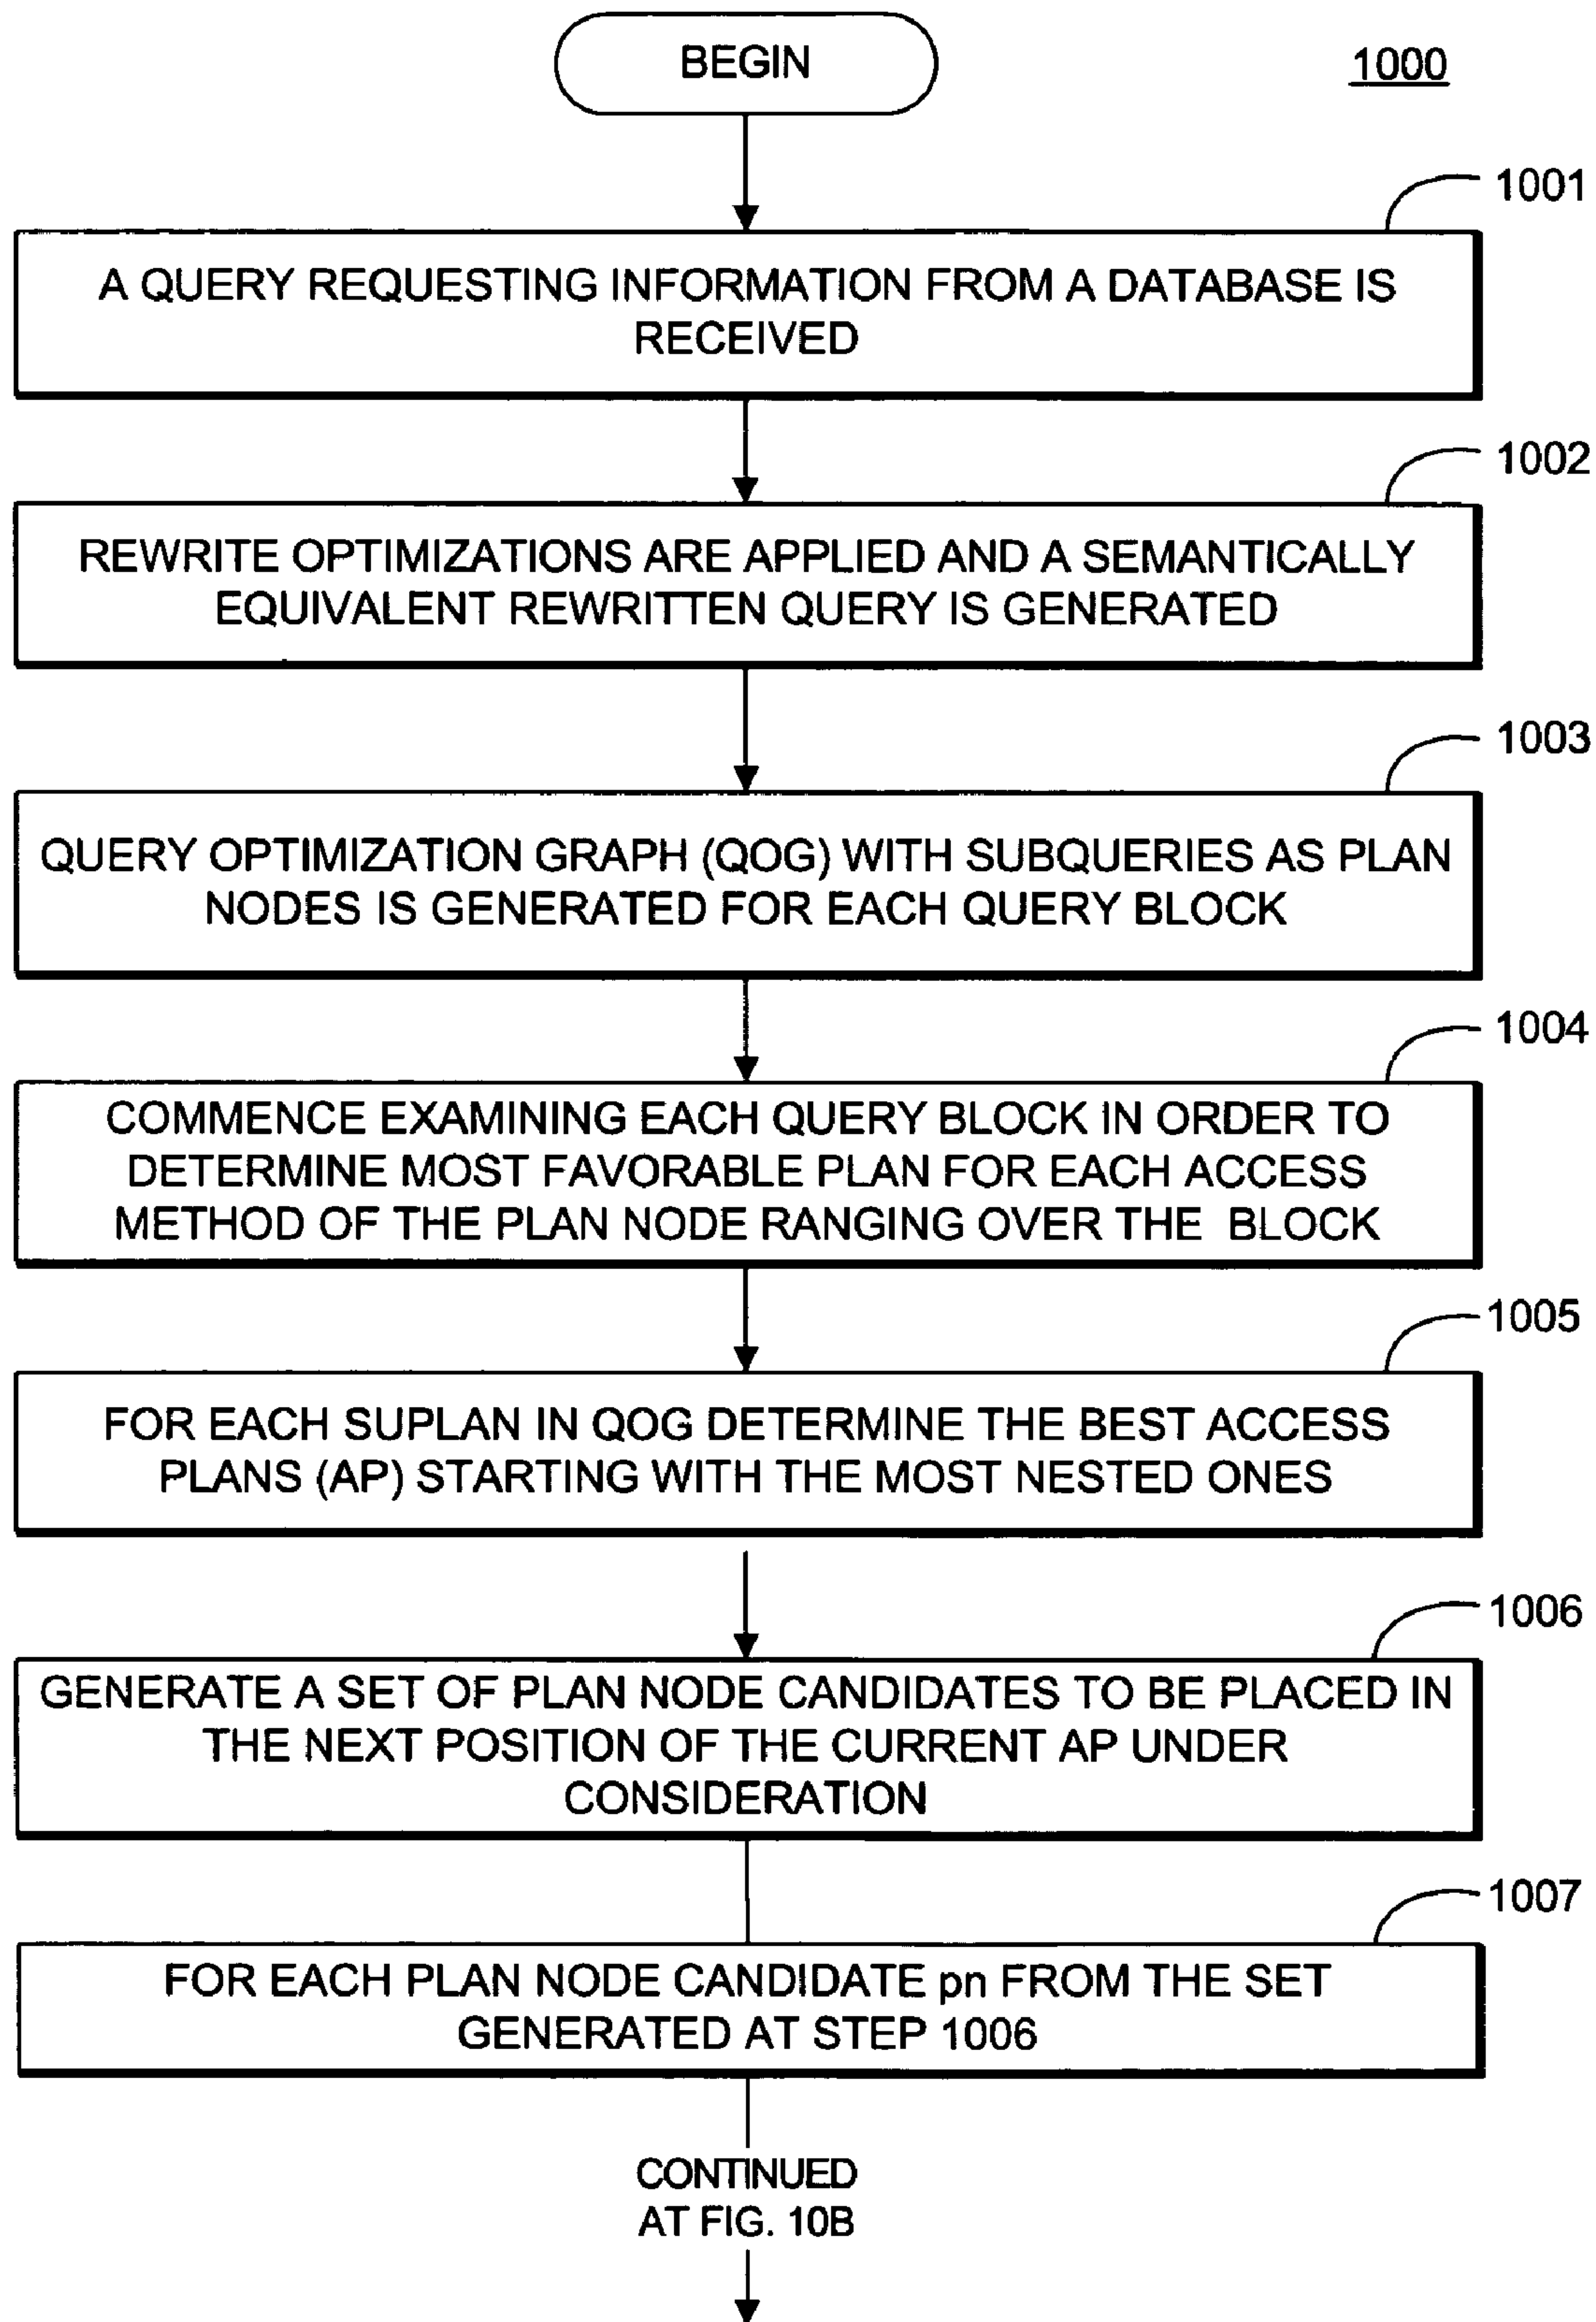 BEGIN
1000
1001
A QUERY REQUESTING INFORMATION FROM A DATABASE IS
RECEIVED
1002
REWRITE OPTIMIZATIONS ARE APPLIED AND A SEMANTICALLY
EQUIVALENT REWRITTEN QUERY IS GENERATED
1003
QUERY OPTIMIZATION GRAPH (QOG) WITH SUBQUERIES AS PLAN
NODES IS GENERATED FOR EACH QUERY BLOCK
1004
COMMENCE EXAMINING EACH QUERY BLOCK IN ORDER TO
DETERMINE MOST FAVORABLE PLAN FOR EACH ACCESS
METHOD OF THE PLAN NODE RANGING OVER THE BLOCK
1005
FOR EACH SUPLAN IN QOG DETERMINE THE BEST ACCESS
PLANS (AP) STARTING WITH THE MOST NESTED ONES
1006
GENERATE A SET OF PLAN NODE CANDIDATES TO BE PLACED IN
THE NEXT POSITION OF THE CURRENT AP UNDER
CONSIDERATION
1007
FOR EACH PLAN NODE CANDIDATE pn FROM THE SET
GENERATED AT STEP 1006
CONTINUED
AT FIG. 10B